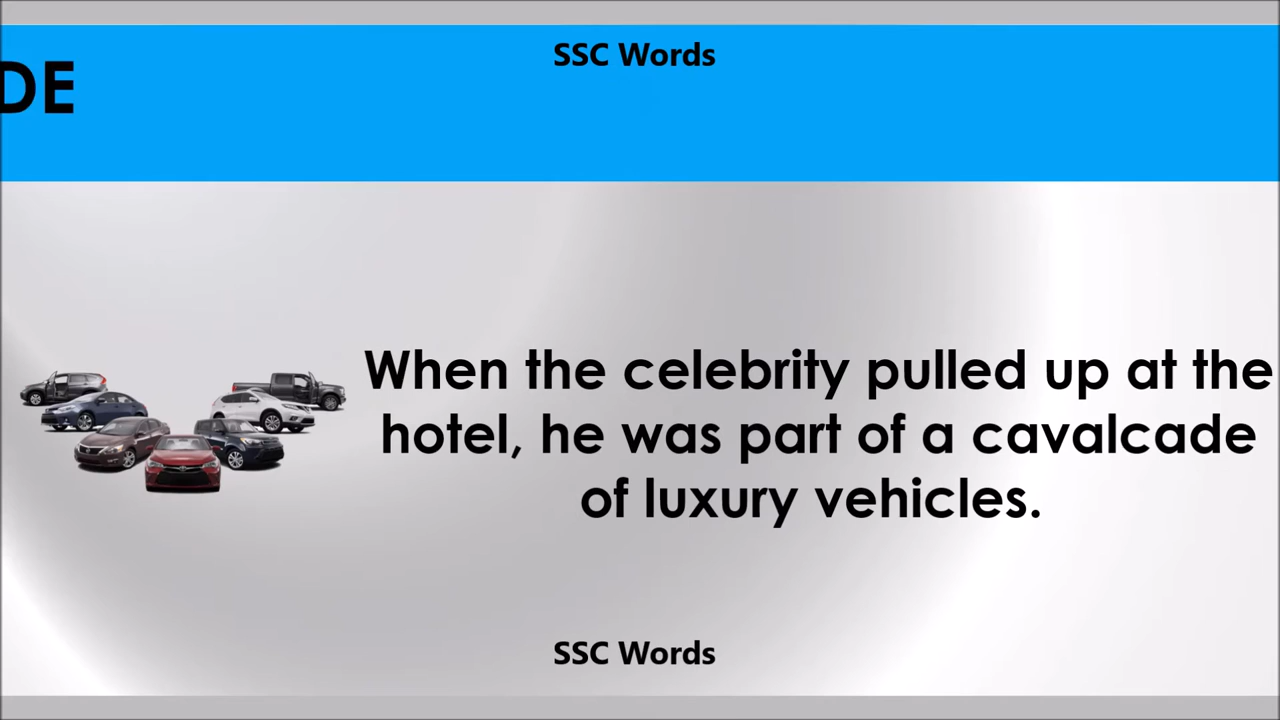 SSC Words
DE
When the celebrity pulled up at the
hotel, he was part of a cavalcade
of luxury vehicles.
SSC Words